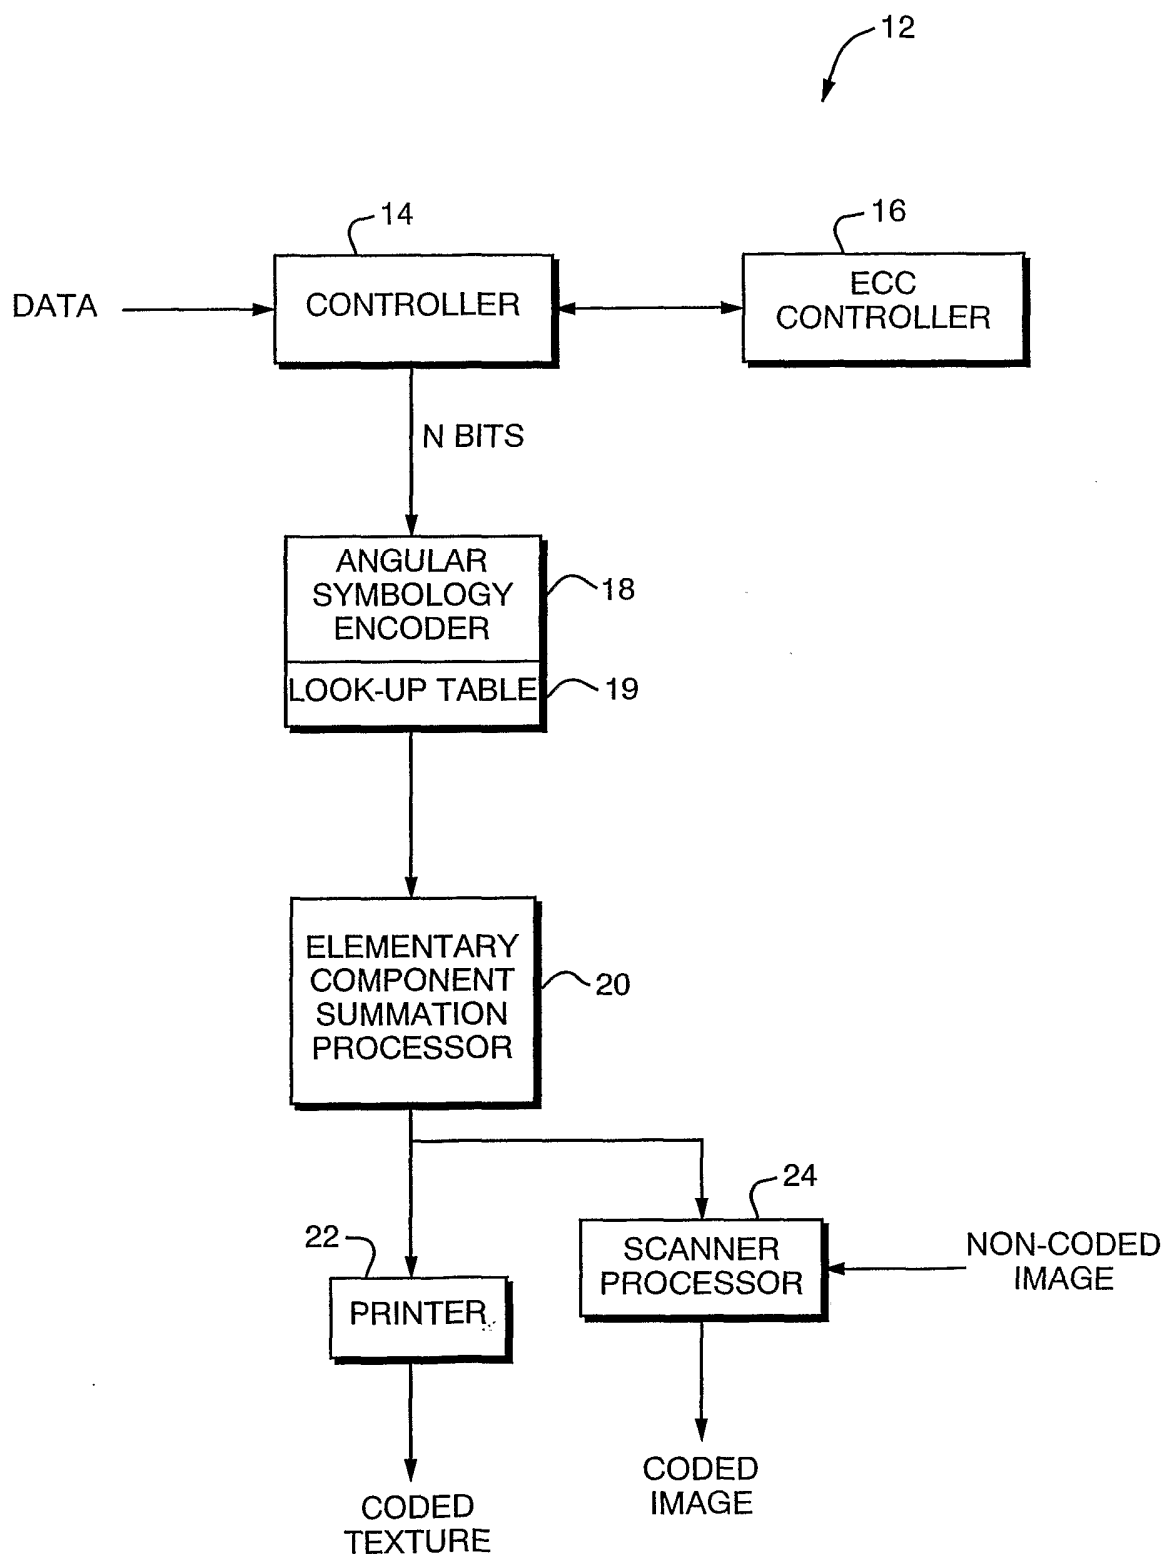 12
14
16
DATA
CONTROLLER
ECC
CONTROLLER
N BITS
ANGULAR
SYMBOLOGY
ENCODER
18
LOOK-UP TABLE
19
ELEMENTARY
COMPONENT
SUMMATION
PROCESSOR
20
24
22
SCANNER
PROCESSOR
NON-CODED
IMAGE
PRINTER
CODED
IMAGE
CODED
TEXTURE